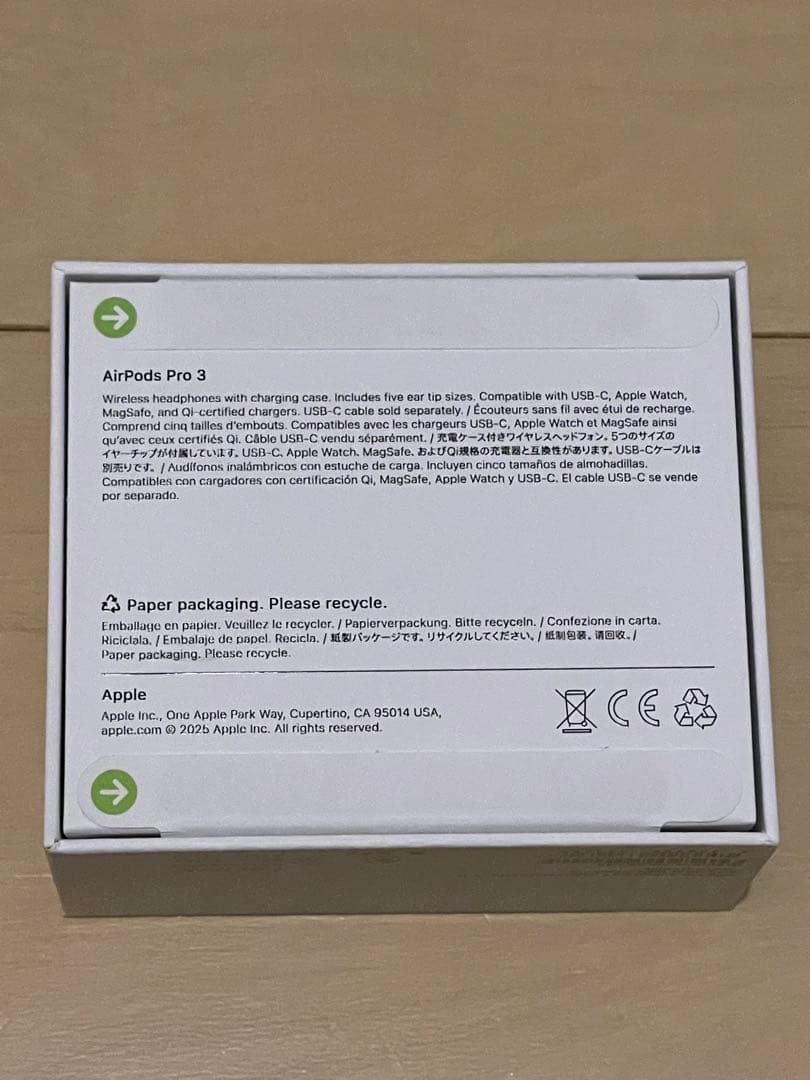 AirPods Pro 3
Wireless headphones with charging case. Includes five ear tip sizes. Compatible with USB-C, Apple Watch,
MagSafe, and Qi-certified chargers. USB-C cable sold separately. / Écouteurs sans fil avec étui de recharge.
Comprend cinq tailles d'embouts. Compatibles avec les chargeurs USB-C, Apple Watch et MagSafe ainsi
qu'avec ceux certifiés Qi. Câble USB-C vendu séparément. / 充電ケース付きワイヤレスヘッドフォン。5つのサイズの
イヤーチップが付属しています。USB-C、Apple Watch、MagSafe、およびQi規格の充電器と互換性があります。USB-Cケーブルは
別売りです。 / Audífonos inalámbricos con estuche de carga. Incluyen cinco tamaños de almohadillas.
Compatibles con cargadores con certificación Qi, MagSafe, Apple Watch y USB-C. El cable USB-C se vende
por separado.
Paper packaging. Please recycle.
Emballage en papier. Veuillez le recycler. / Papierverpackung. Bitte recyceln. / Confezione in carta.
Riciclala. / Embalaje de papel. Recicla. / 紙製パッケージです。リサイクルしてください。 / 纸制包装。请回收。 /
Paper packaging. Please recycle.
Apple
Apple Inc., One Apple Park Way, Cupertino, CA 95014 USA,
apple.com © 2025 Apple Inc. All rights reserved.
CE